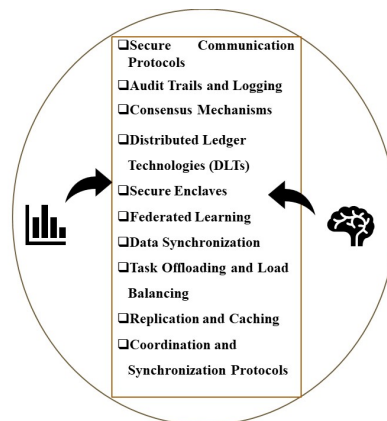 ❑Secure Communication
Protocols
❑Audit Trails and Logging
❑Consensus Mechanisms
❑Distributed Ledger
Technologies (DLTs)
❑Secure Enclaves
❑Federated Learning
❑Data Synchronization
❑Task Offloading and Load
Balancing
❑Replication and Caching
❑Coordination and
Synchronization Protocols